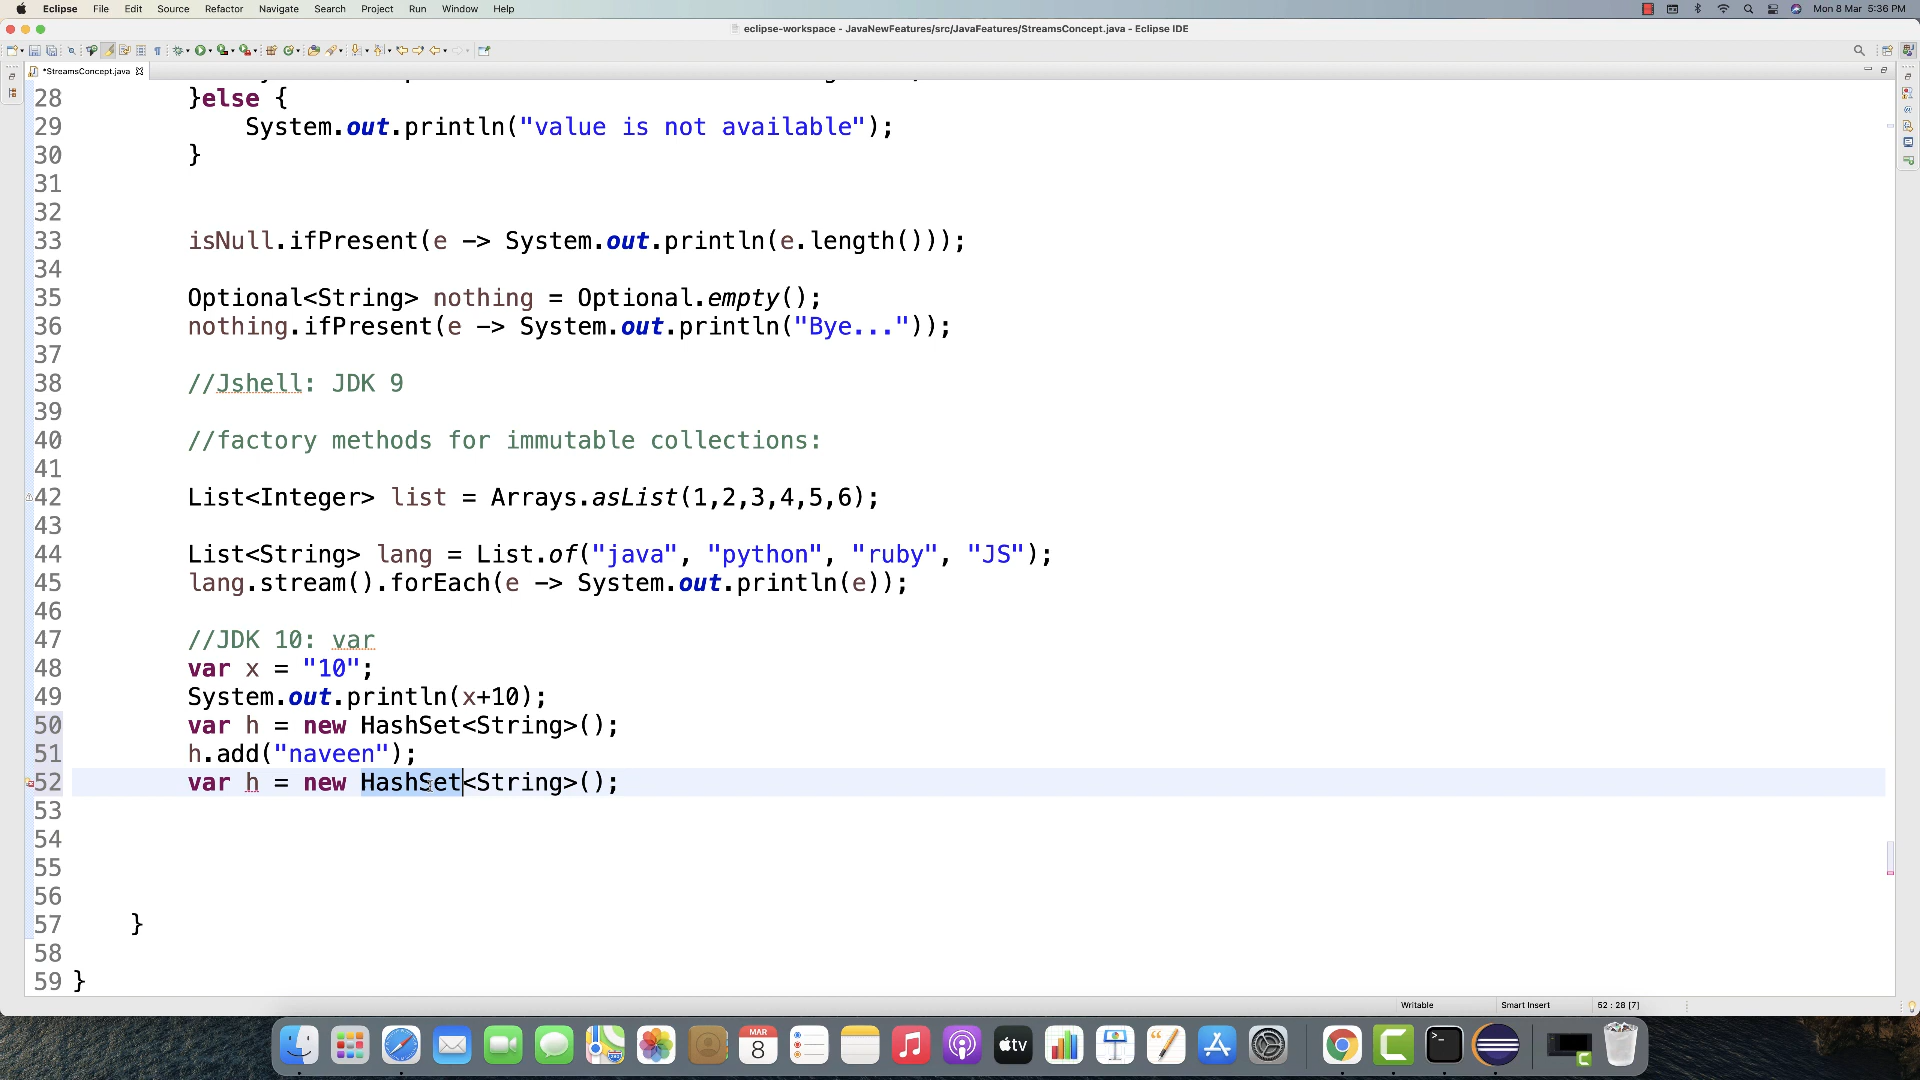 Eclipse File Edit Source Refactor Navigate Search Project Run Window Help Mon 8 Mar 5:36 PM
eclipse-workspace - JavaNewFeatures/src/JavaFeatures/StreamsConcept.java - Eclipse IDE
*StreamsConcept.java
28 }else {
29 System.out.println("value is not available");
30 }
31
32
33 isNull.ifPresent(e -> System.out.println(e.length()));
34
35 Optional<String> nothing = Optional.empty();
36 nothing.ifPresent(e -> System.out.println("Bye..."));
37
38 //Jshell: JDK 9
39
40 //factory methods for immutable collections:
41
42 List<Integer> list = Arrays.asList(1,2,3,4,5,6);
43
44 List<String> lang = List.of("java", "python", "ruby", "JS");
45 lang.stream().forEach(e -> System.out.println(e));
46
47 //JDK 10: var
48 var x = "10";
49 System.out.println(x+10);
50 var h = new HashSet<String>();
51 h.add("naveen");
52 var h = new HashSet<String>();
53
54
55
56
57 }
58
59 }
Writable Smart Insert 52 : 28 [7]
MAR
8
tv